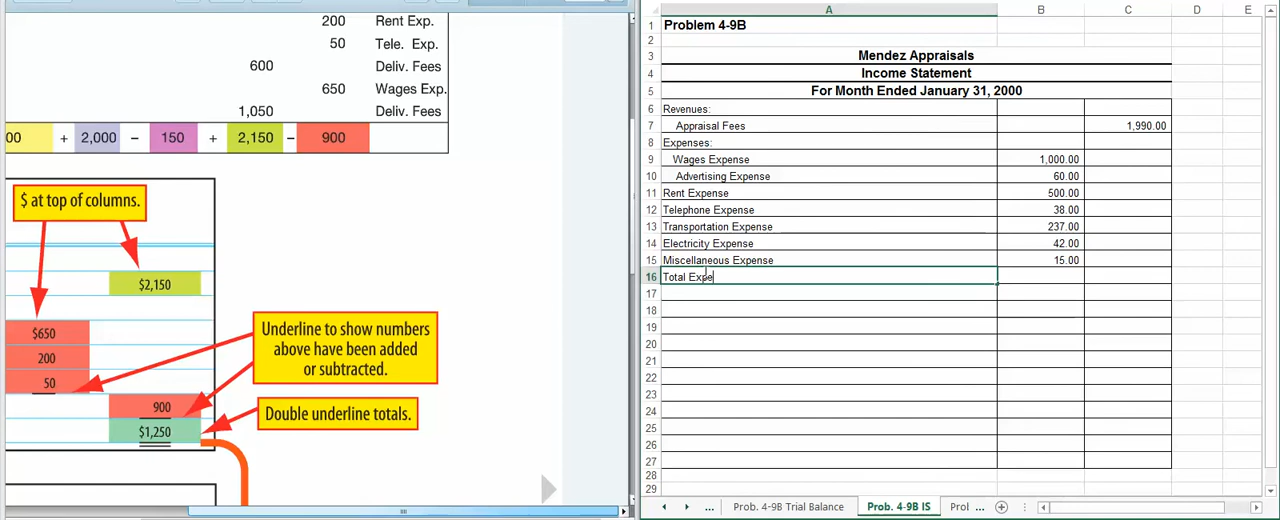 200 Rent Exp.
50 Tele. Exp.
600 Deliv. Fees
650 Wages Exp.
1,050 Deliv. Fees
00 + 2,000 − 150 + 2,150 − 900
$ at top of columns.
$2,150
$650
200
50
Underline to show numbers
above have been added
or subtracted.
900
$1,250
Double underline totals.
A B C D E
1 Problem 4-9B
2
3 Mendez Appraisals
4 Income Statement
5 For Month Ended January 31, 2000
6 Revenues:
7 Appraisal Fees 1,990.00
8 Expenses:
9 Wages Expense 1,000.00
10 Advertising Expense 60.00
11 Rent Expense 500.00
12 Telephone Expense 38.00
13 Transportation Expense 237.00
14 Electricity Expense 42.00
15 Miscellaneous Expense 15.00
16 Total Expe
17
18
19
20
21
22
23
24
25
26
27
28
29
... Prob. 4-9B Trial Balance Prob. 4-9B IS Prol ...